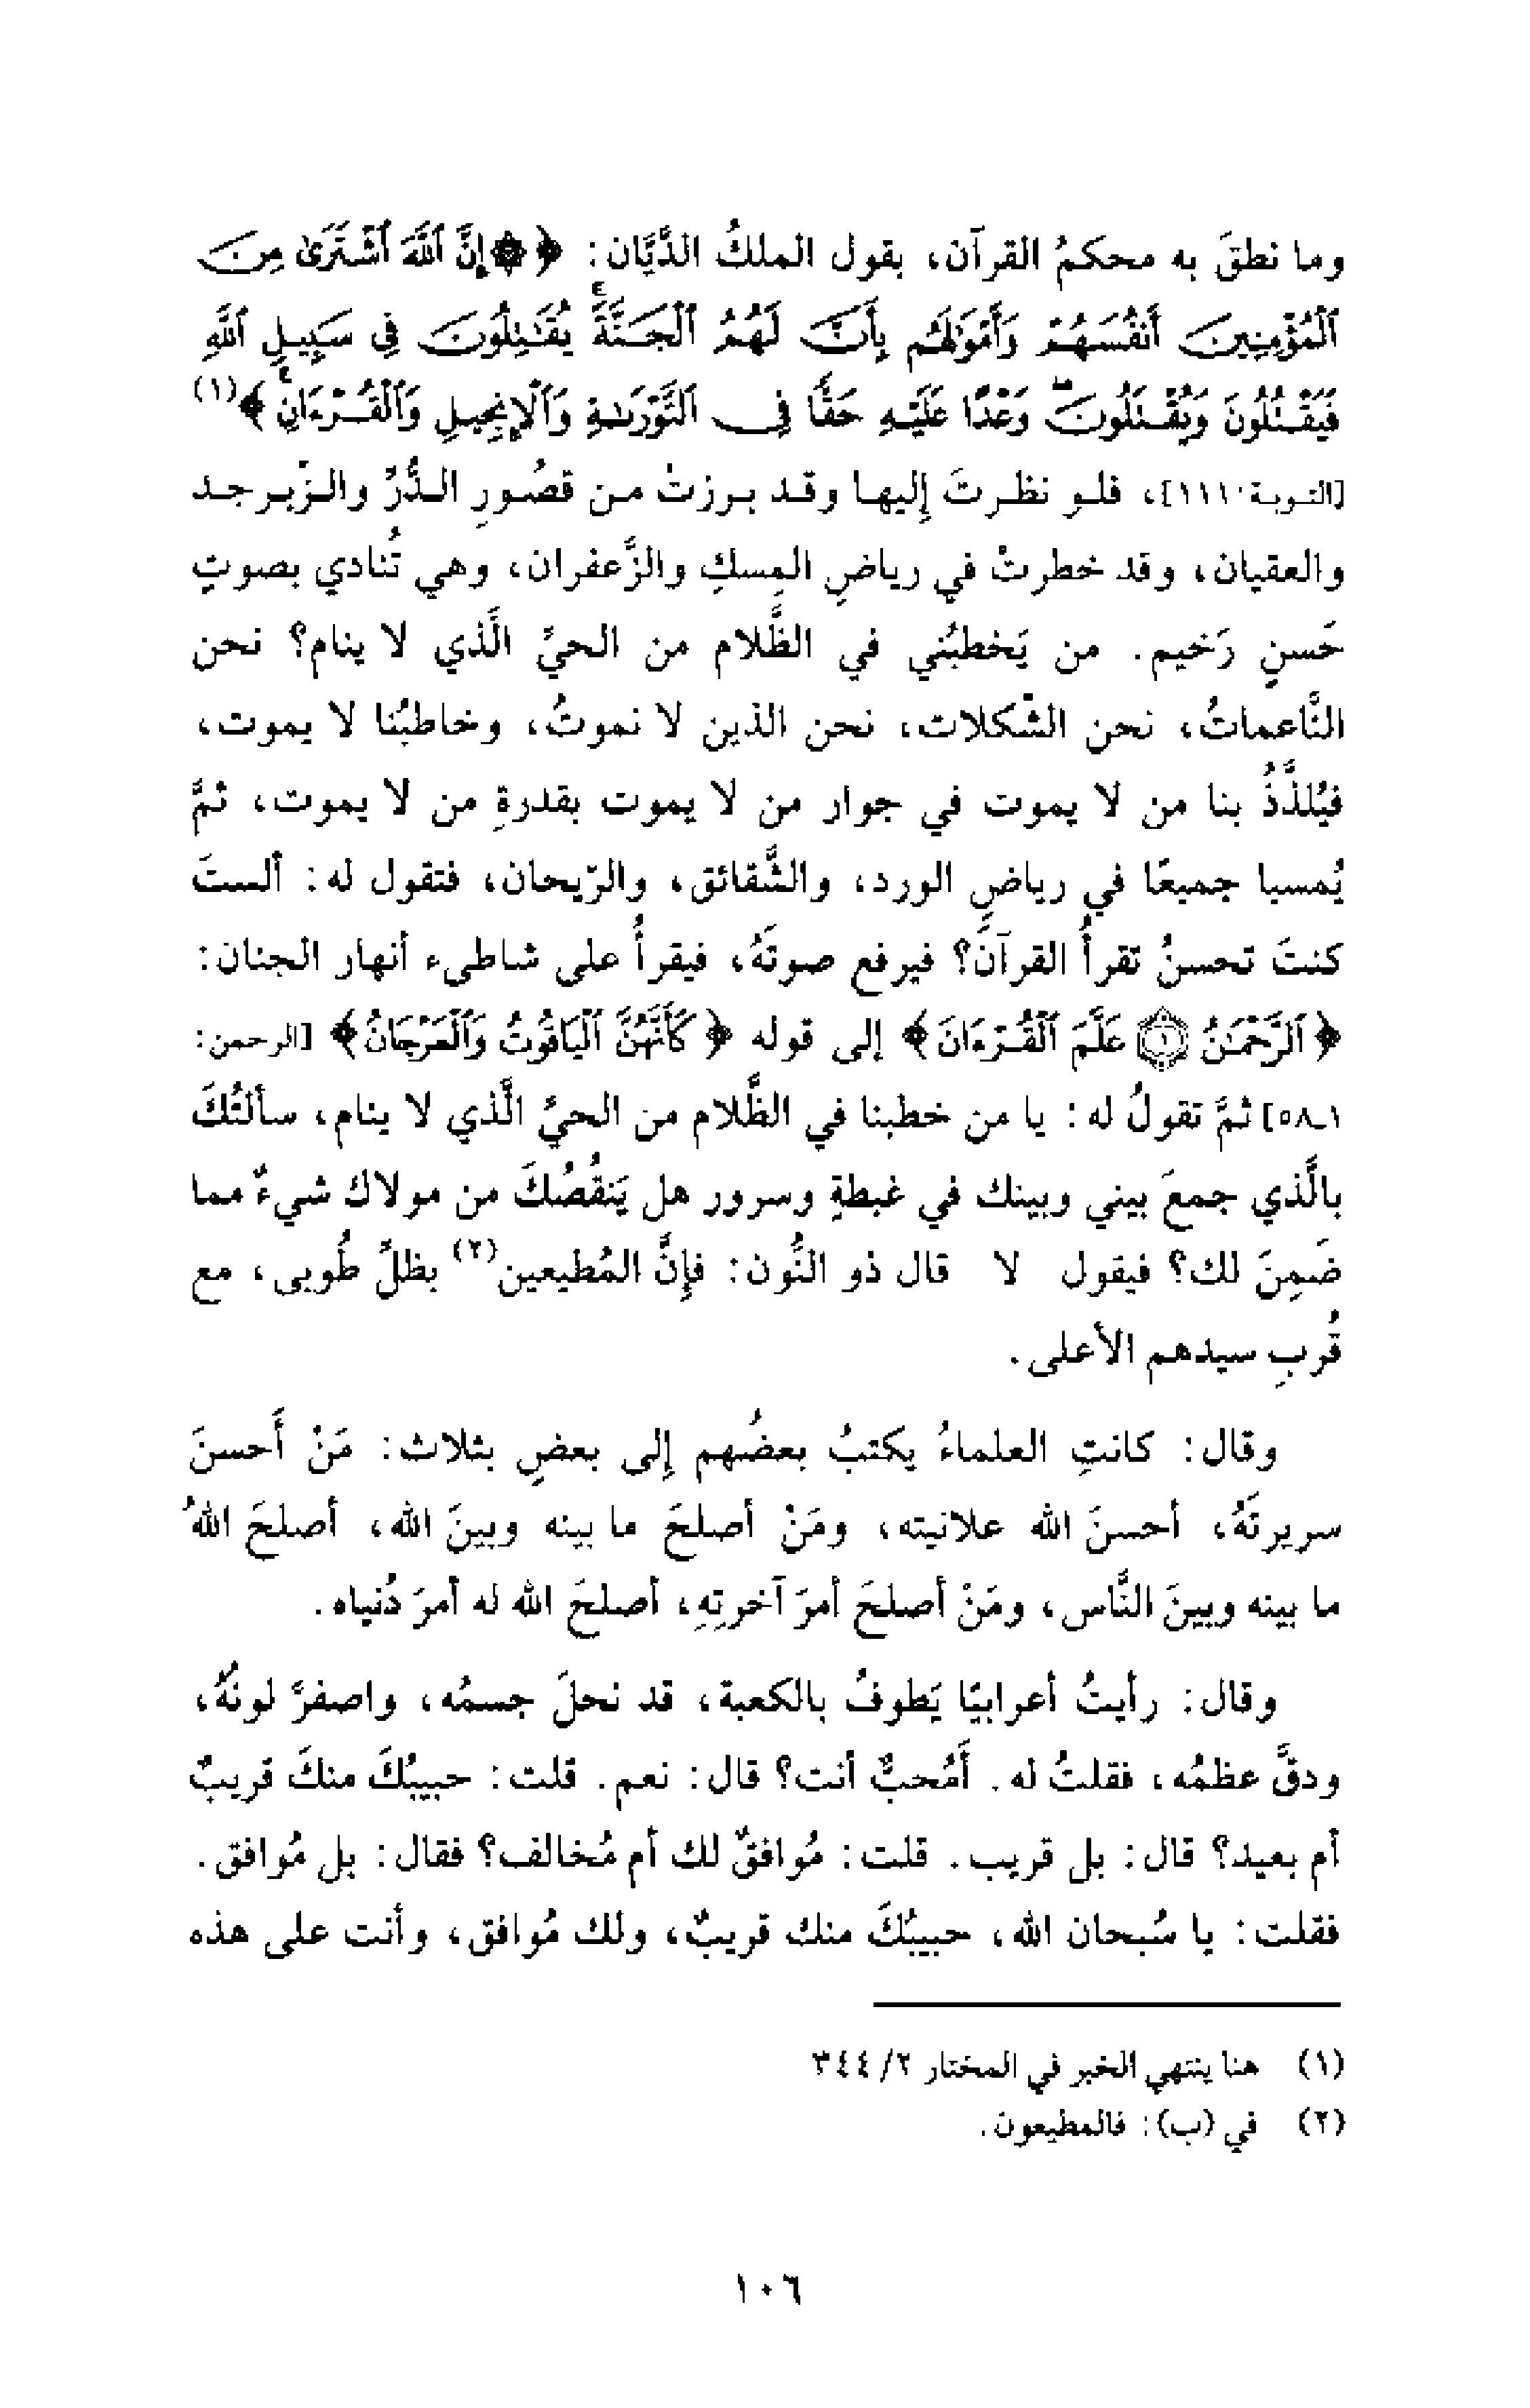 وما نطقَ به محكمُ القرآن، بقول الملكُ الدَّيَّان: ﴿۞ إِنَّ ٱللَّهَ ٱشۡتَرَىٰ مِنَ
ٱلۡمُؤۡمِنِينَ أَنفُسَهُمۡ وَأَمۡوَٰلَهُم بِأَنَّ لَهُمُ ٱلۡجَنَّةَۚ يُقَٰتِلُونَ فِي سَبِيلِ ٱللَّهِ
فَيَقۡتُلُونَ وَيُقۡتَلُونَۖ وَعۡدًا عَلَيۡهِ حَقّٗا فِي ٱلتَّوۡرَىٰةِ وَٱلۡإِنجِيلِ وَٱلۡقُرۡءَانِۚ﴾(١)
[التوبة: ١١١]، فلو نظرتَ إليها وقد برزتْ من قصُورِ الدُّرِّ والزَّبرجد
والعقيان، وقد خطرتْ في رياضِ المِسكِ والزَّعفران، وهي تُنادي بصوتٍ
حَسنٍ رَخيم. من يَخطبُني في الظَّلام من الحيِّ الَّذي لا ينام؟ نحن
النَّاعماتُ، نحن الشّكلات، نحن الذين لا نموتُ، وخاطبُنا لا يموت،
فيُلذَّذُ بنا من لا يموت في جوار من لا يموت بقدرةِ من لا يموت، ثمَّ
يُمسيا جميعًا في رياضِ الورد، والشَّقائق، والرّيحان، فتقول له: ألستَ
كنتَ تحسنُ تقرأُ القرآنَ؟ فيرفع صوتَهُ، فيقرأُ على شاطىء أنهار الجنان:
﴿ٱلرَّحۡمَٰنُ ۝١ عَلَّمَ ٱلۡقُرۡءَانَ﴾ إلى قوله ﴿كَأَنَّهُنَّ ٱلۡيَاقُوتُ وَٱلۡمَرۡجَانُ﴾ [الرحمن:
١ـ٥٨] ثمَّ تقولُ له: يا من خطبنا في الظَّلام من الحيِّ الَّذي لا ينام، سألتُكَ
بالَّذي جمعَ بيني وبينك في غبطةٍ وسرور هل يَنقُصُكَ من مولاك شيءٌ مما
ضَمِنَ لك؟ فيقول لا قال ذو النُّون: فإنَّ المُطيعين(٢) بظلِّ طُوبى، مع
قُربِ سيدهم الأعلى.
وقال: كانتِ العلماءُ يكتبُ بعضُهم إلى بعضٍ بثلاث: مَنْ أَحسنَ
سريرتَهُ، أحسنَ الله علانيته، ومَنْ أصلحَ ما بينه وبينَ الله، أصلحَ اللهُ
ما بينه وبينَ النَّاس، ومَنْ أصلحَ أمرَ آخرتِهِ، أصلحَ الله له أمرَ دُنياه.
وقال: رأيتُ أعرابيًا يَطوفُ بالكعبة، قد نحلَ جسمُه، واصفرَّ لونُهُ،
ودقَّ عظمُه، فقلتُ له. أَمُحبٌّ أنت؟ قال: نعم. قلت: حبيبُكَ منكَ قريبٌ
أم بعيد؟ قال: بل قريب. قلت: مُوافقٌ لك أم مُخالف؟ فقال: بل مُوافق.
فقلت: يا سُبحان الله، حبيبُكَ منك قريبٌ، ولك مُوافق، وأنت على هذه
(١) هنا ينتهي الخبر في المختار ٢/ ٣٤٤
(٢) في (ب): فالمطيعون.
١٠٦